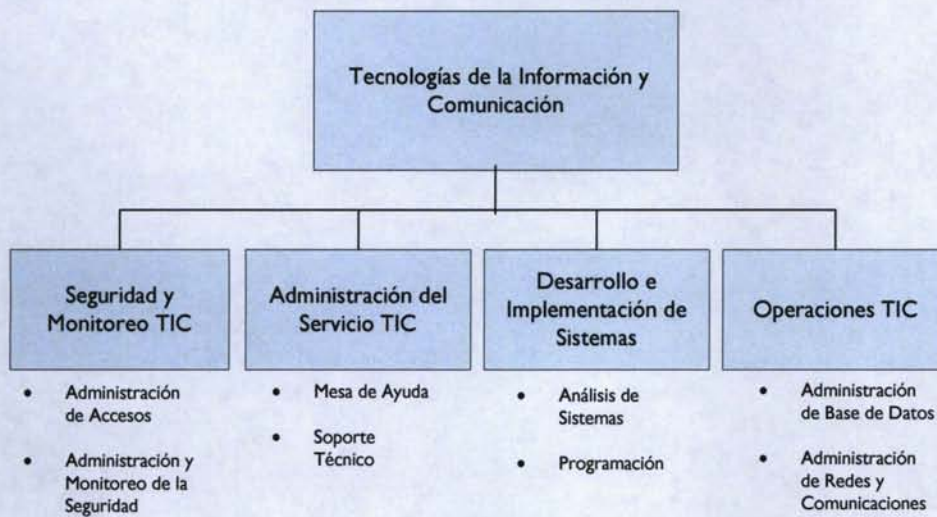 Tecnologías de la Información y
Comunicación
Seguridad y
Monitoreo TIC
• Administración
de Accesos
• Administración y
Monitoreo de la
Seguridad
Administración del
Servicio TIC
• Mesa de Ayuda
• Soporte
Técnico
Desarrollo e
Implementación de
Sistemas
• Análisis de
Sistemas
• Programación
Operaciones TIC
• Administración
de Base de Datos
• Administración
de Redes y
Comunicaciones